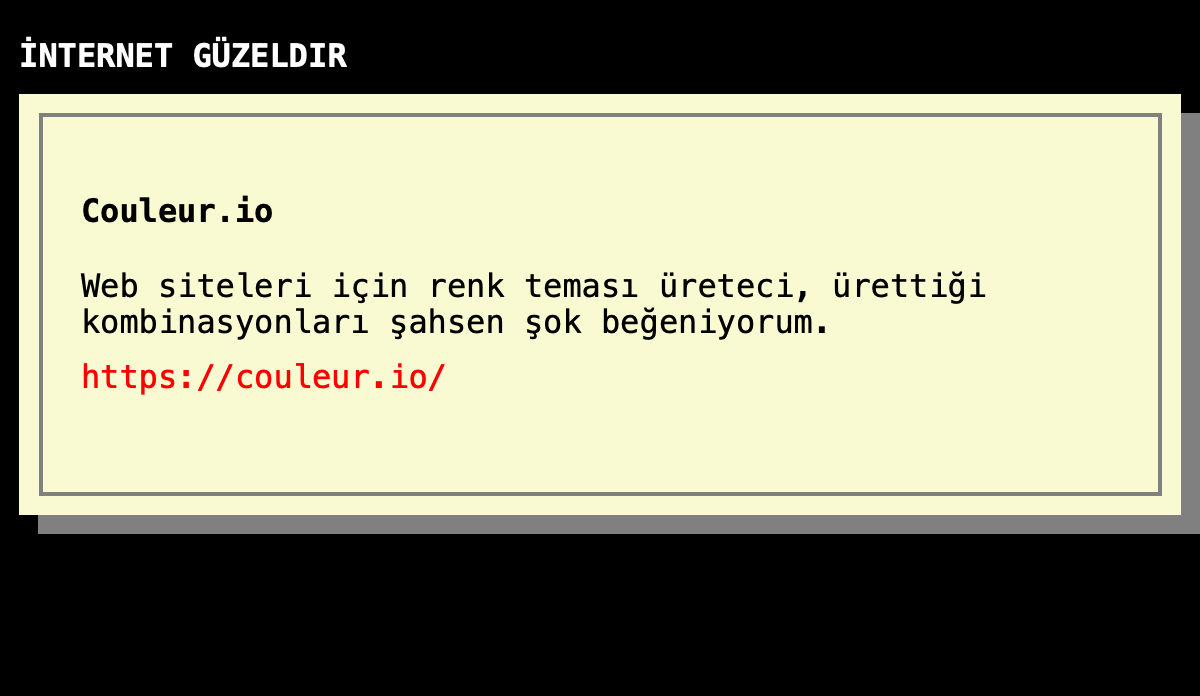 İNTERNET GÜZELDIR
Couleur.io
Web siteleri için renk teması üreteci, ürettiği
kombinasyonları şahsen şok beğeniyorum.
https://couleur.io/